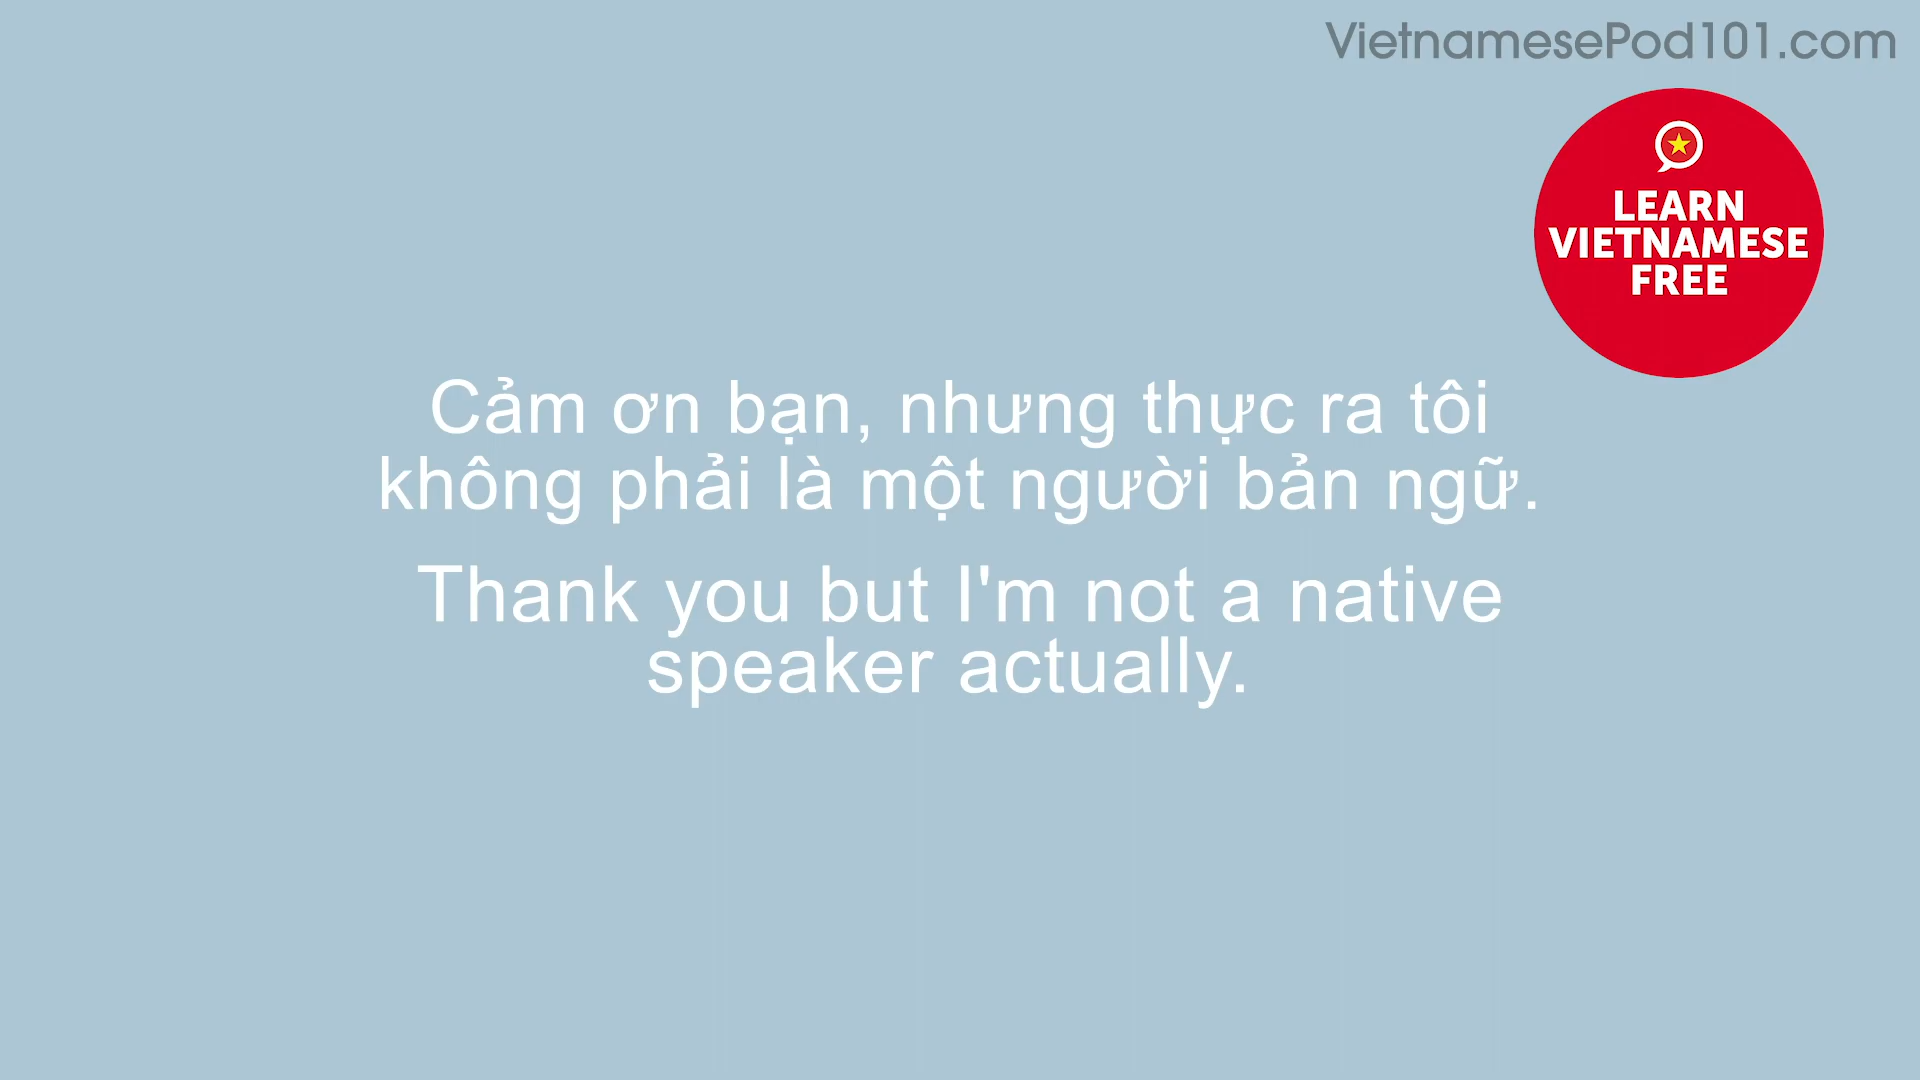 VietnamesePod101.com
LEARN
VIETNAMESE
FREE
Cảm ơn bạn, nhưng thực ra tôi
không phải là một người bản ngữ.
Thank you but I'm not a native
speaker actually.